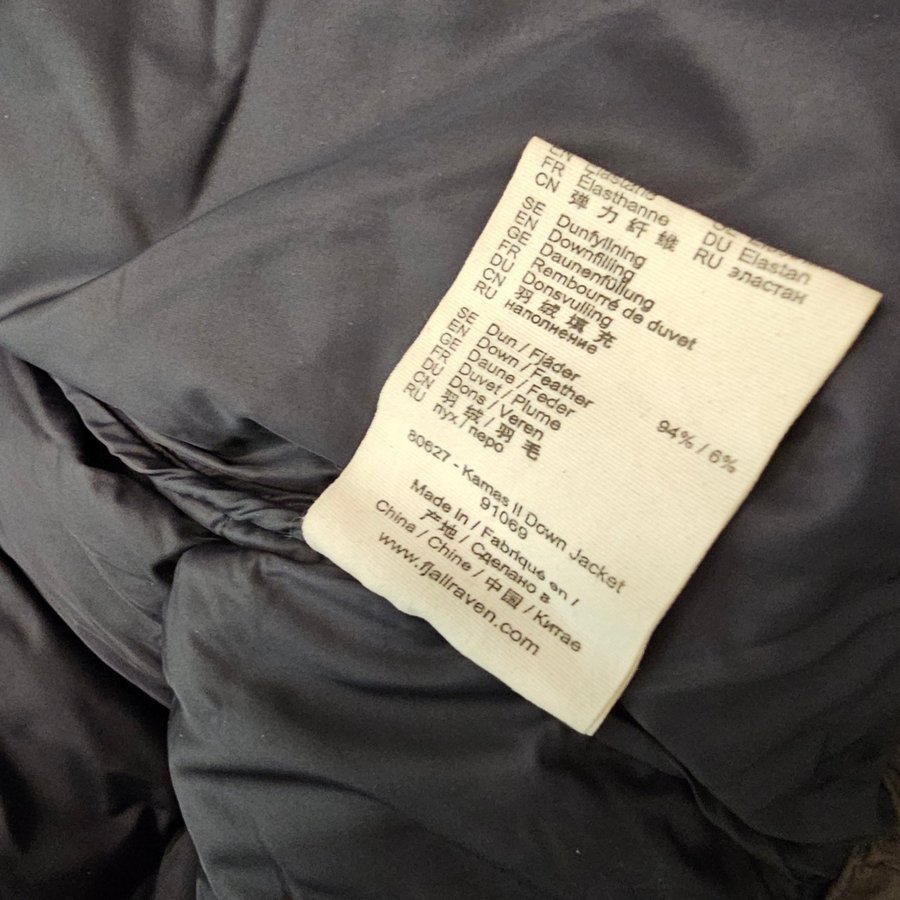 EN Elastane
FR Élasthanne
CN 弹力纤维
DU Elastan
RU эластан
SE Dunfyllning
EN Downfilling
GE Daunenfüllung
FR Rembourré de duvet
DU Donsvulling
CN 羽绒填充
RU наполнение
SE Dun / Fjäder
EN Down / Feather
GE Daune / Feder
FR Duvet / Plume 94% / 6%
DU Dons / Veren
CN 羽绒 / 羽毛
RU пух / перо
80627 - Kamas II Down Jacket
91069
Made In / Fabriqué en /
产地 / Сделано в
China / Chine / 中国 / Китае
www.fjallraven.com